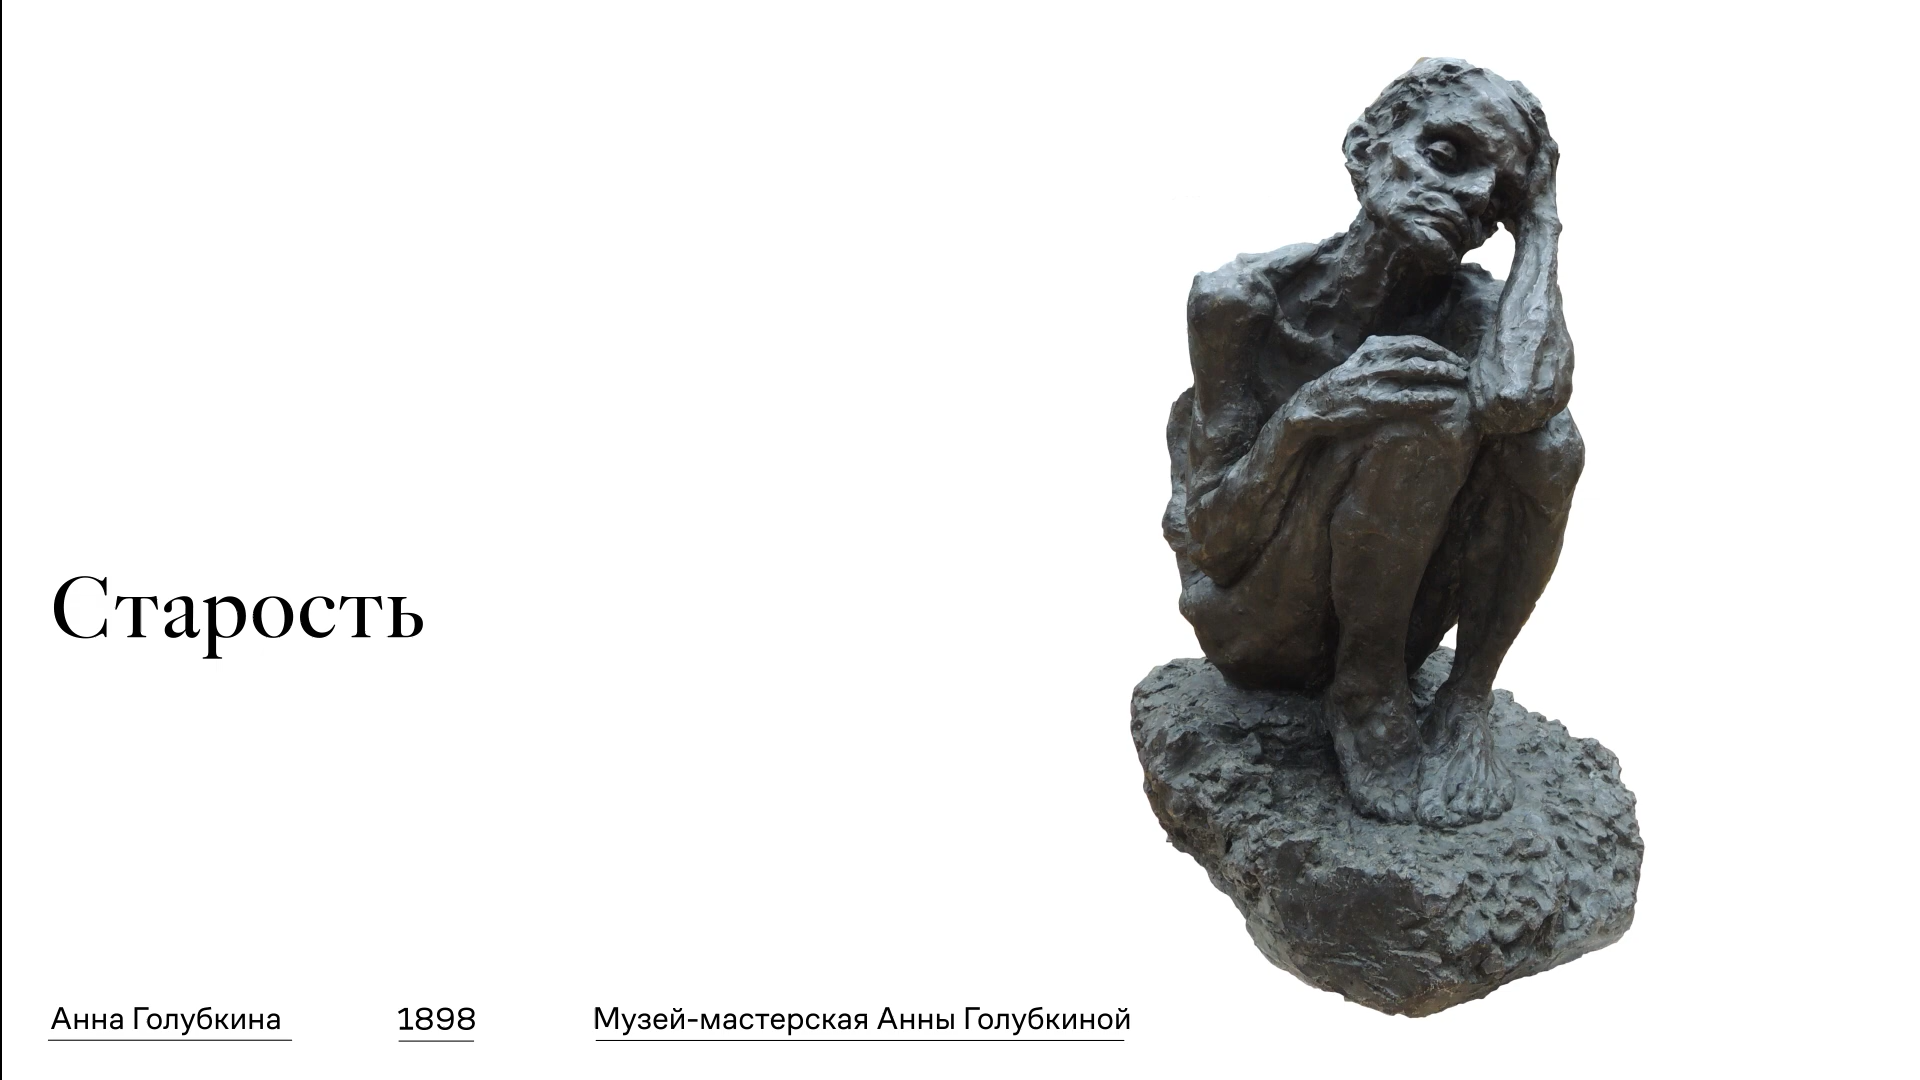 Старость
Анна Голубкина
1898
Музей-мастерская Анны Голубкиной